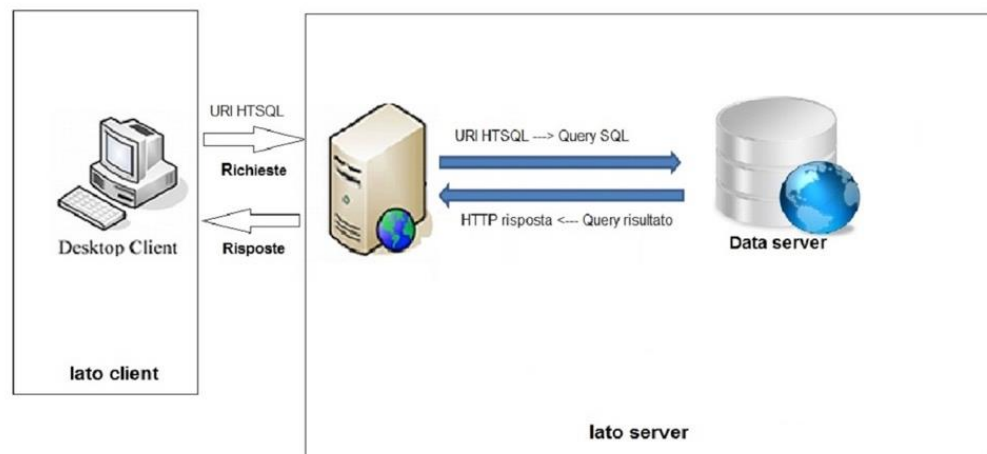 URI HTSQL
Richieste
Risposte
Desktop Client
lato client
URI HTSQL ---> Query SQL
HTTP risposta <--- Query risultato
Data server
lato server